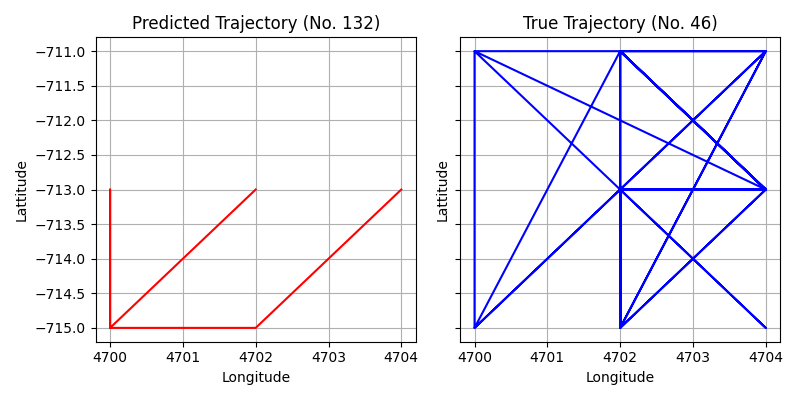 Predicted Trajectory (No. 132)
True Trajectory (No. 46)
−711.0
−711.5
−712.0
−712.5
−713.0
−713.5
−714.0
−714.5
−715.0
Lattitude
Lattitude
4700 4701 4702 4703 4704
4700 4701 4702 4703 4704
Longitude
Longitude